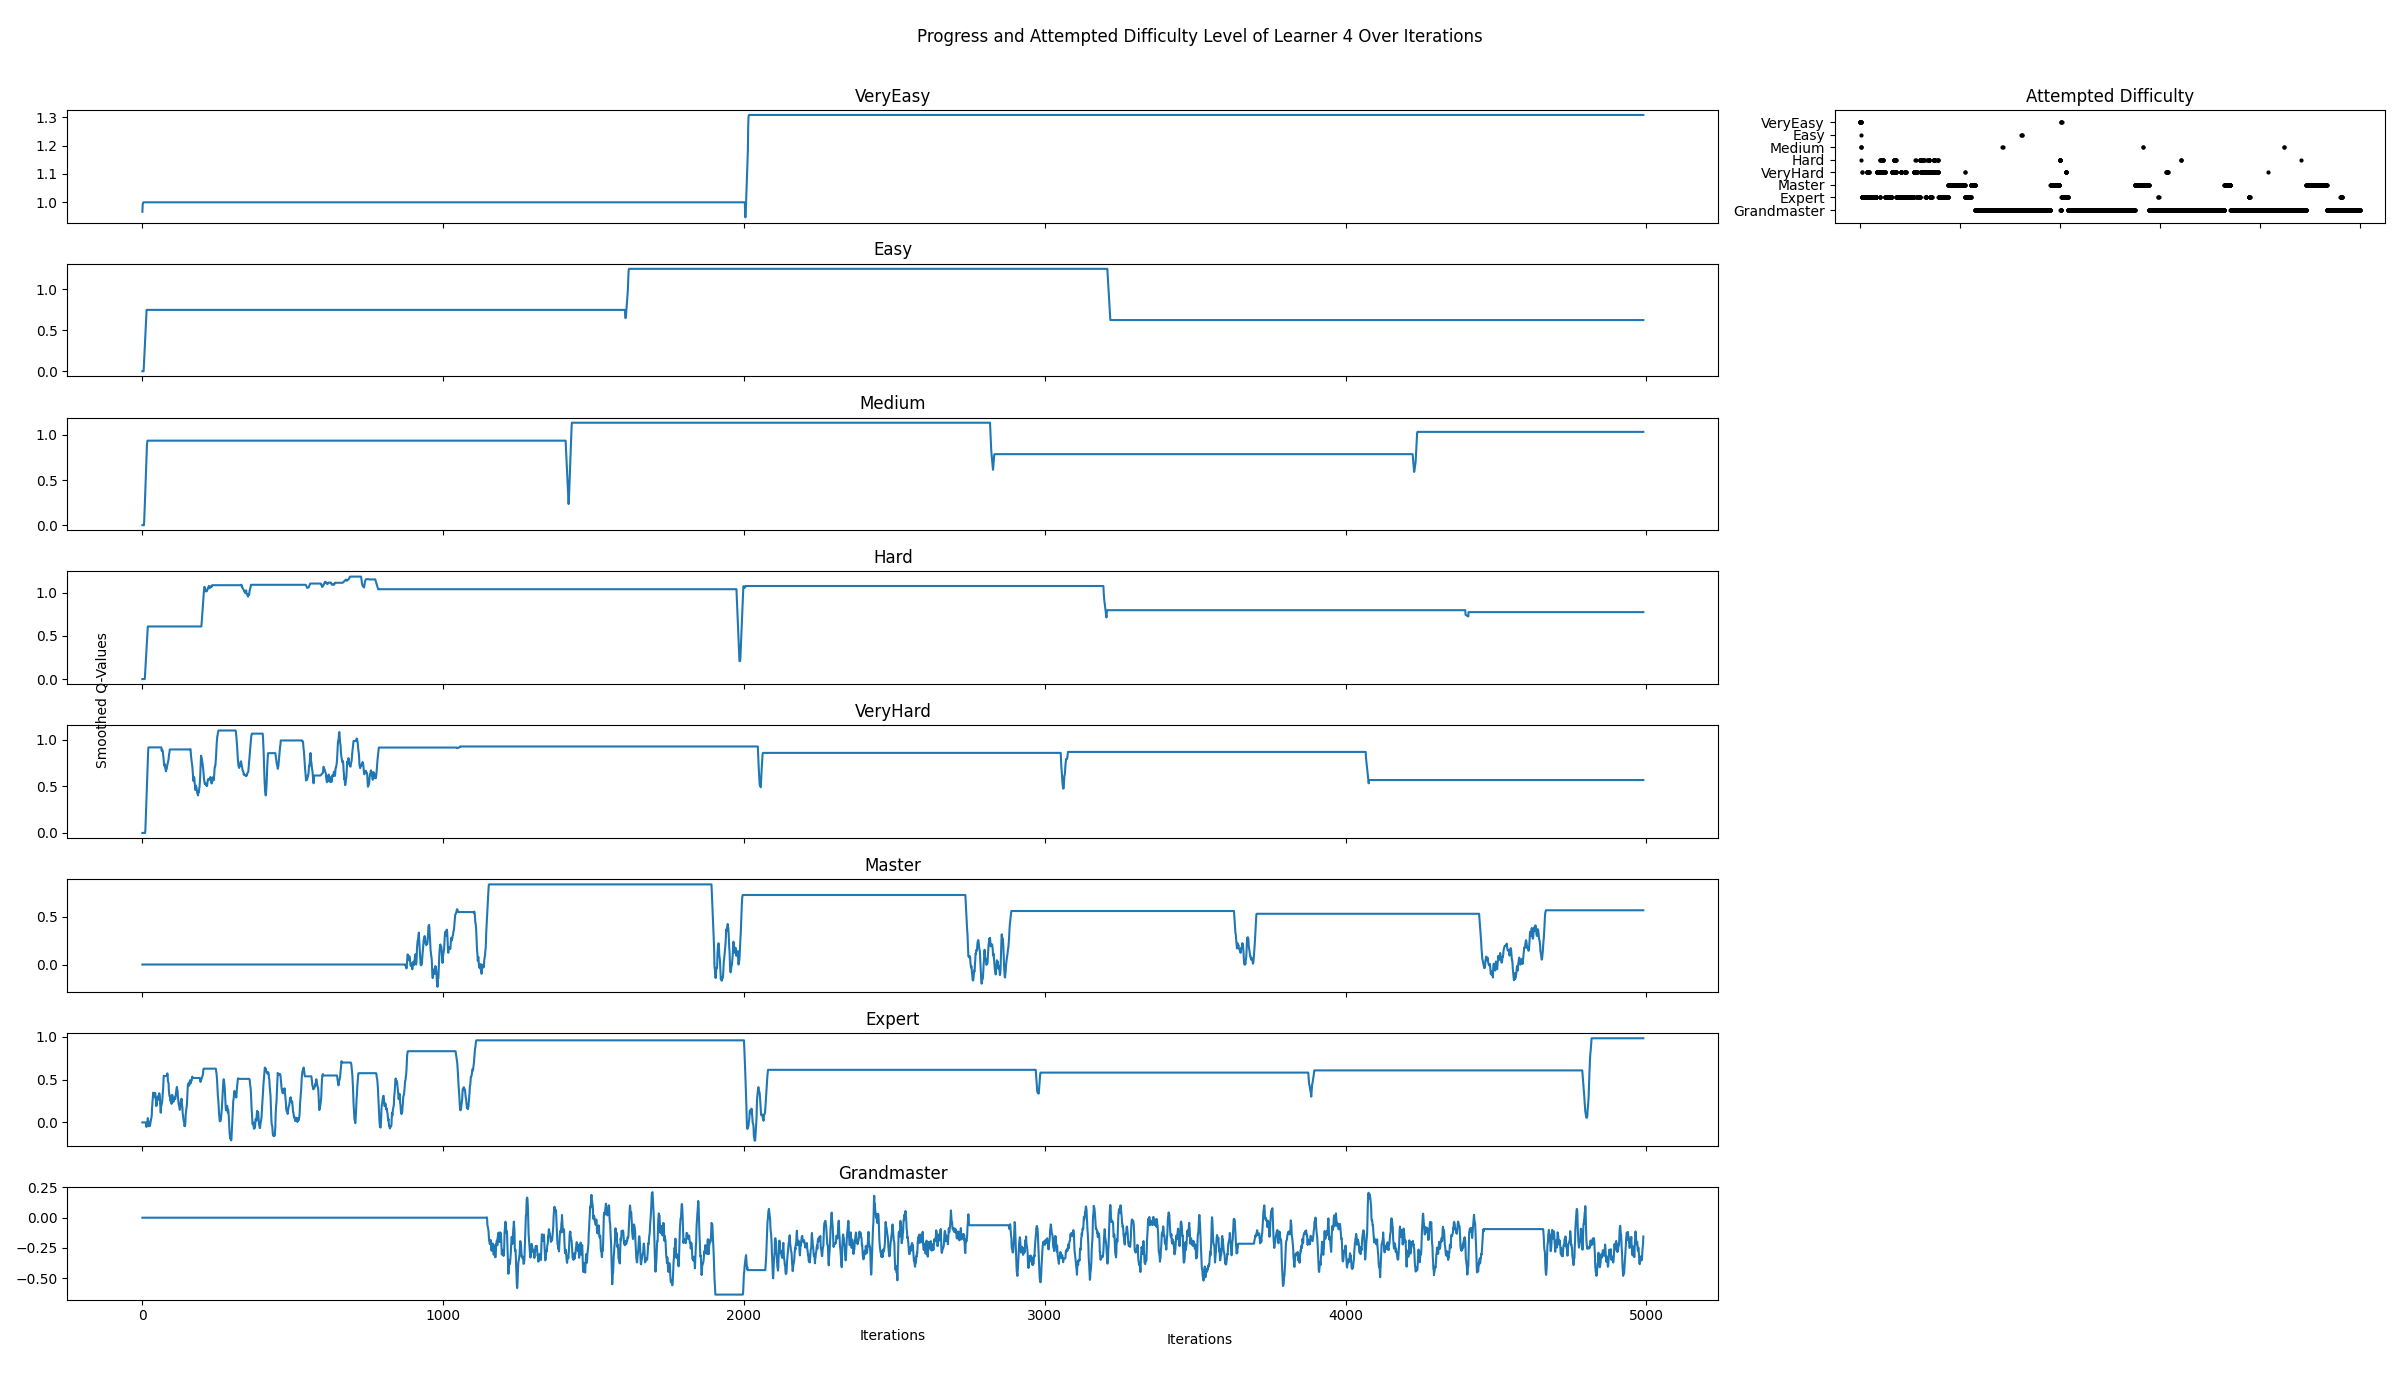 Progress and Attempted Difficulty Level of Learner 4 Over Iterations
VeryEasy
1.3
1.2
1.1
1.0
Attempted Difficulty
VeryEasy
Easy
Medium
Hard
VeryHard
Master
Expert
Grandmaster
Easy
1.0
0.5
0.0
Medium
1.0
0.5
0.0
Hard
1.0
0.5
0.0
Smoothed Q-Values
VeryHard
1.0
0.5
0.0
Master
0.5
0.0
Expert
1.0
0.5
0.0
Grandmaster
0.25
0.00
−0.25
−0.50
0 1000 2000 3000 4000 5000
Iterations
Iterations